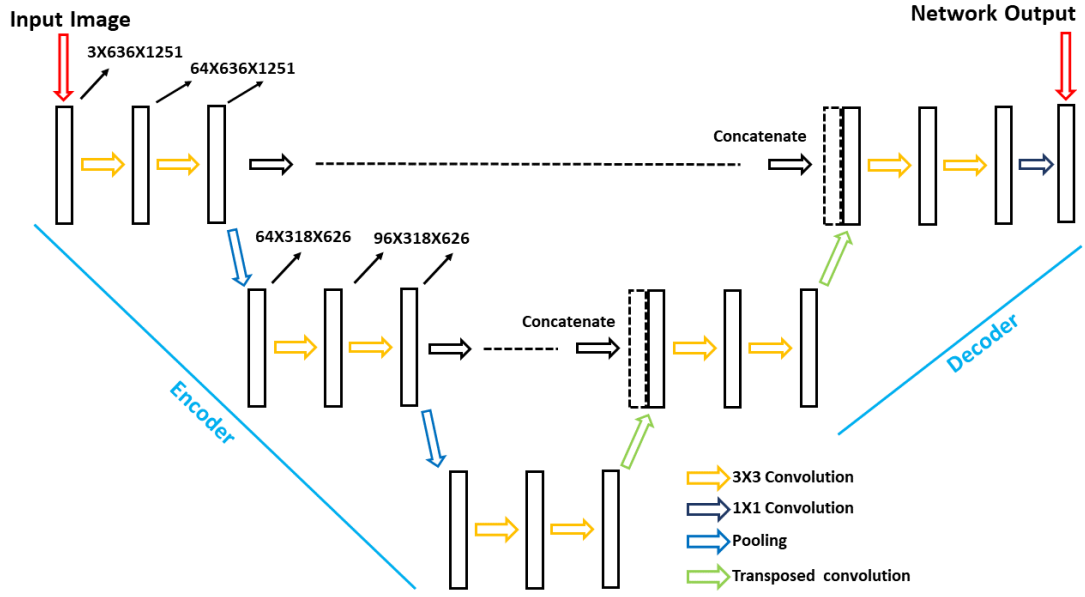 Input Image
Network Output
3X636X1251
64X636X1251
Concatenate
64X318X626
96X318X626
Concatenate
Encoder
Decoder
3X3 Convolution
1X1 Convolution
Pooling
Transposed convolution